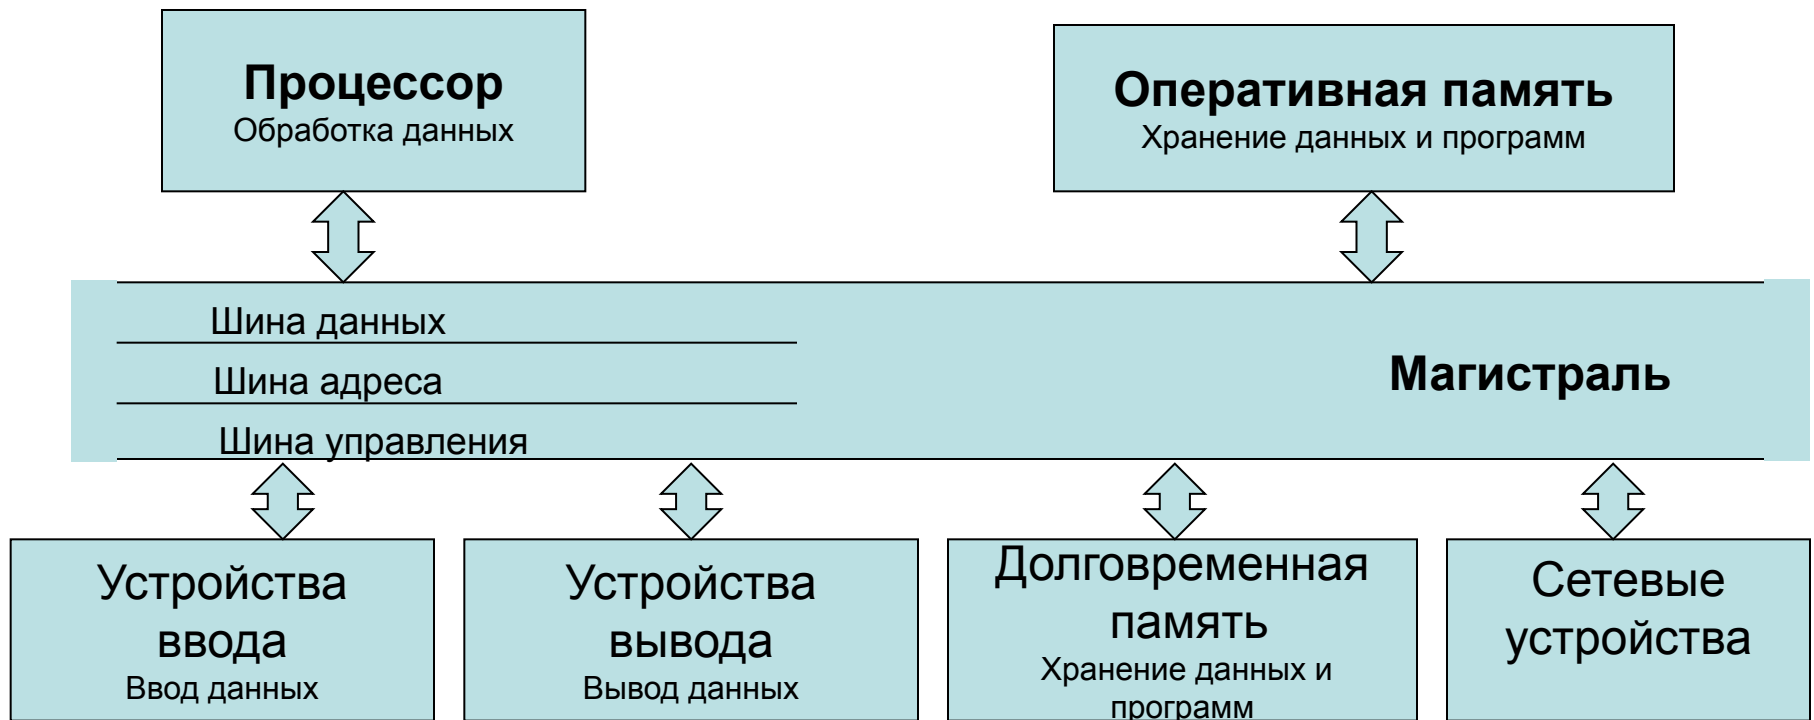 Процессор
Обработка данных
Оперативная память
Хранение данных и программ
Шина данных
Шина адреса
Шина управления
Магистраль
Устройства
ввода
Ввод данных
Устройства
вывода
Вывод данных
Долговременная
память
Хранение данных и
программ
Сетевые
устройства